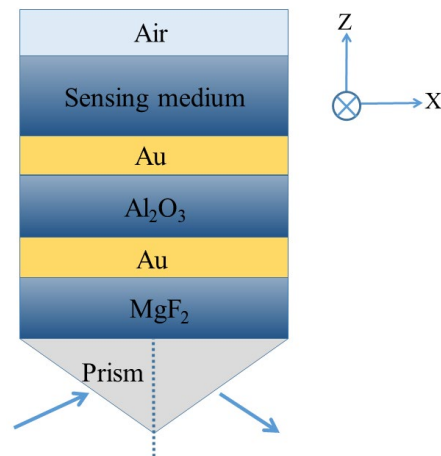 Air
Z
Sensing medium
X
Au
Al₂O₃
Au
MgF₂
Prism